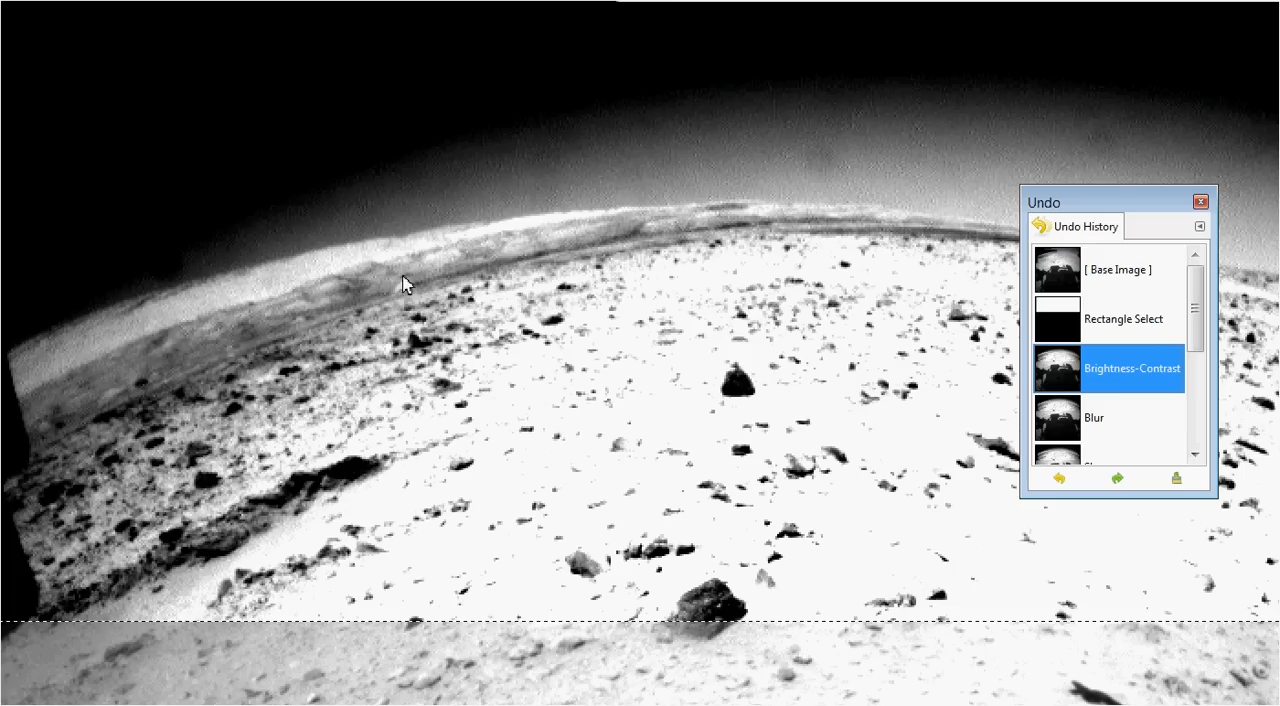 Undo
Undo History
[ Base Image ]
Rectangle Select
Brightness-Contrast
Blur